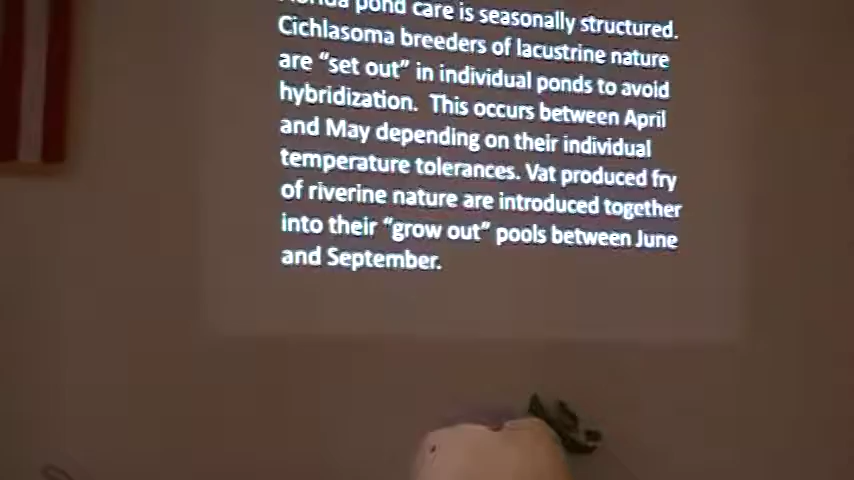 Florida pond care is seasonally structured.
Cichlasoma breeders of lacustrine nature
are “set out” in individual ponds to avoid
hybridization.  This occurs between April
and May depending on their individual
temperature tolerances. Vat produced fry
of riverine nature are introduced together
into their “grow out” pools between June
and September.